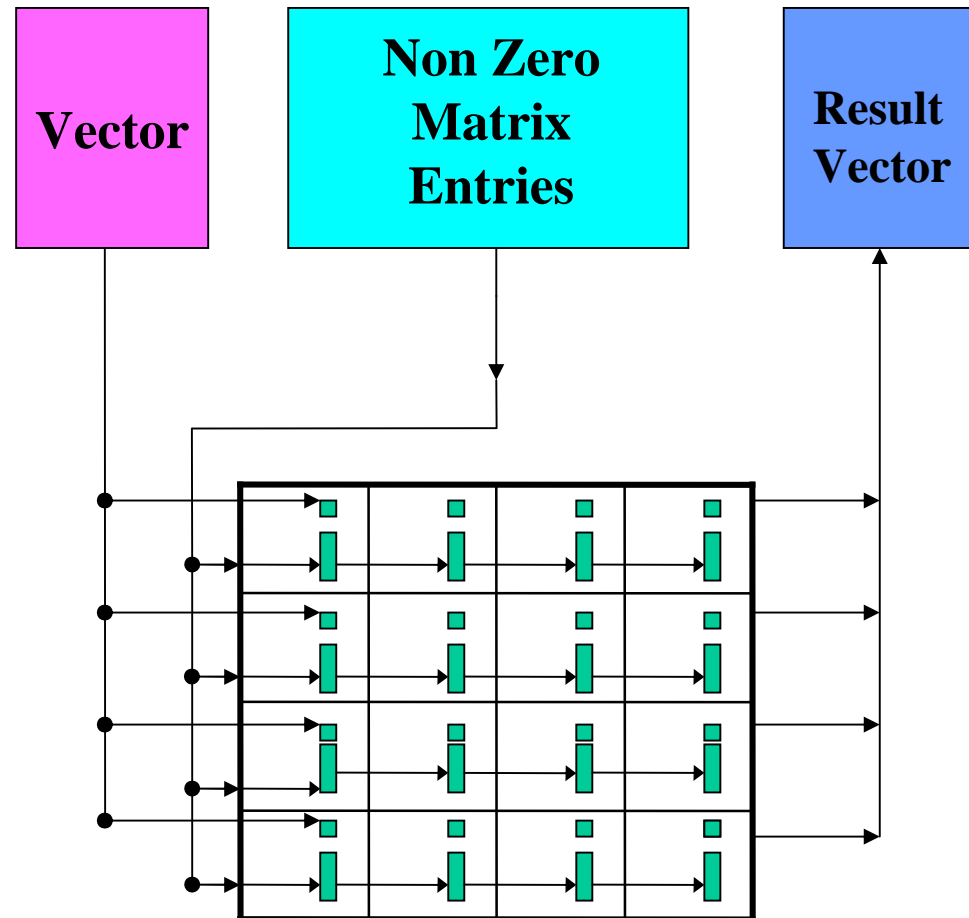 Vector
Non Zero
Matrix
Entries
Result
Vector